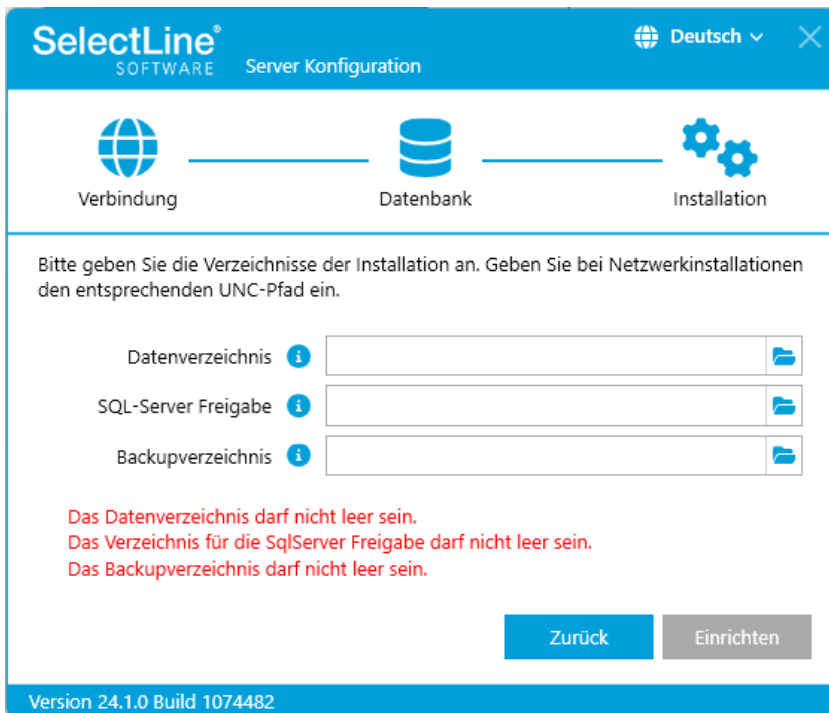 SelectLine®
SOFTWARE
Server Konfiguration
Deutsch
Verbindung
Datenbank
Installation
Bitte geben Sie die Verzeichnisse der Installation an. Geben Sie bei Netzwerkinstallationen
den entsprechenden UNC-Pfad ein.
Datenverzeichnis
SQL-Server Freigabe
Backupverzeichnis
Das Datenverzeichnis darf nicht leer sein.
Das Verzeichnis für die SqlServer Freigabe darf nicht leer sein.
Das Backupverzeichnis darf nicht leer sein.
Zurück
Einrichten
Version 24.1.0 Build 1074482